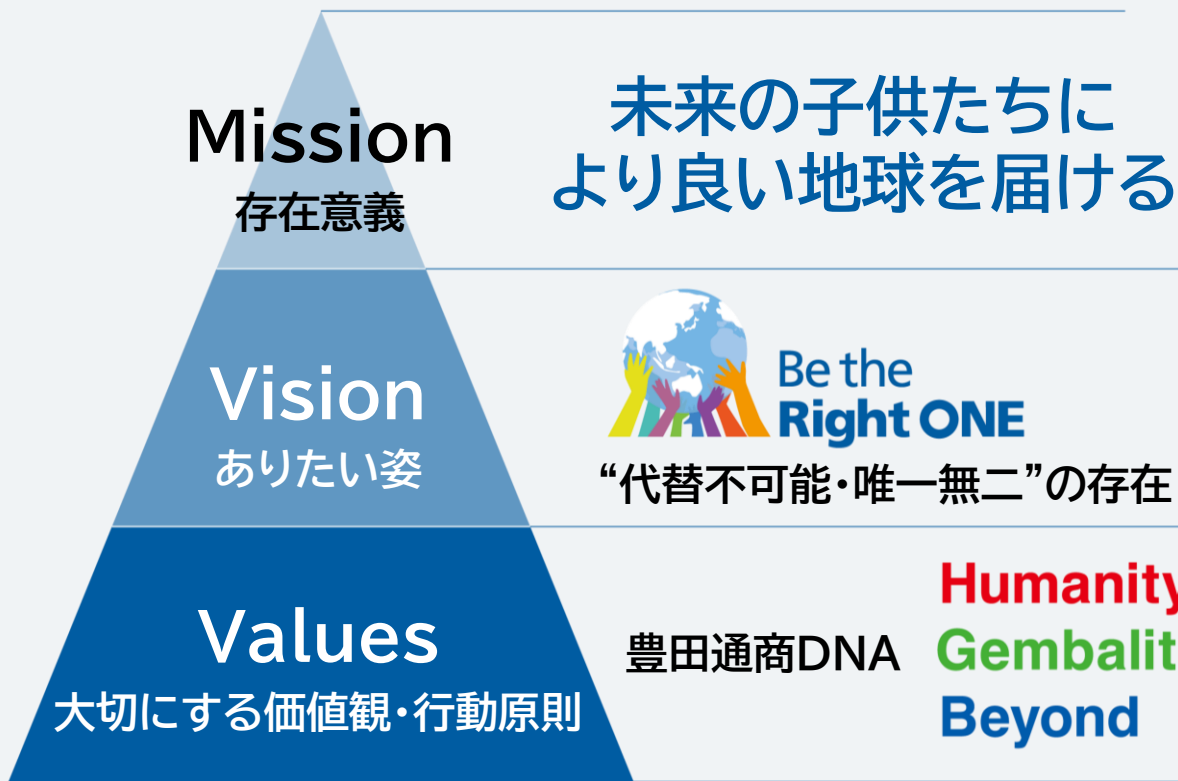 Mission
存在意義
未来の子供たちに
より良い地球を届ける
Vision
ありたい姿
Be the
Right ONE
“代替不可能・唯一無二”の存在
Values
大切にする価値観・行動原則
豊田通商DNA
Humanity
Gembalit
Beyond